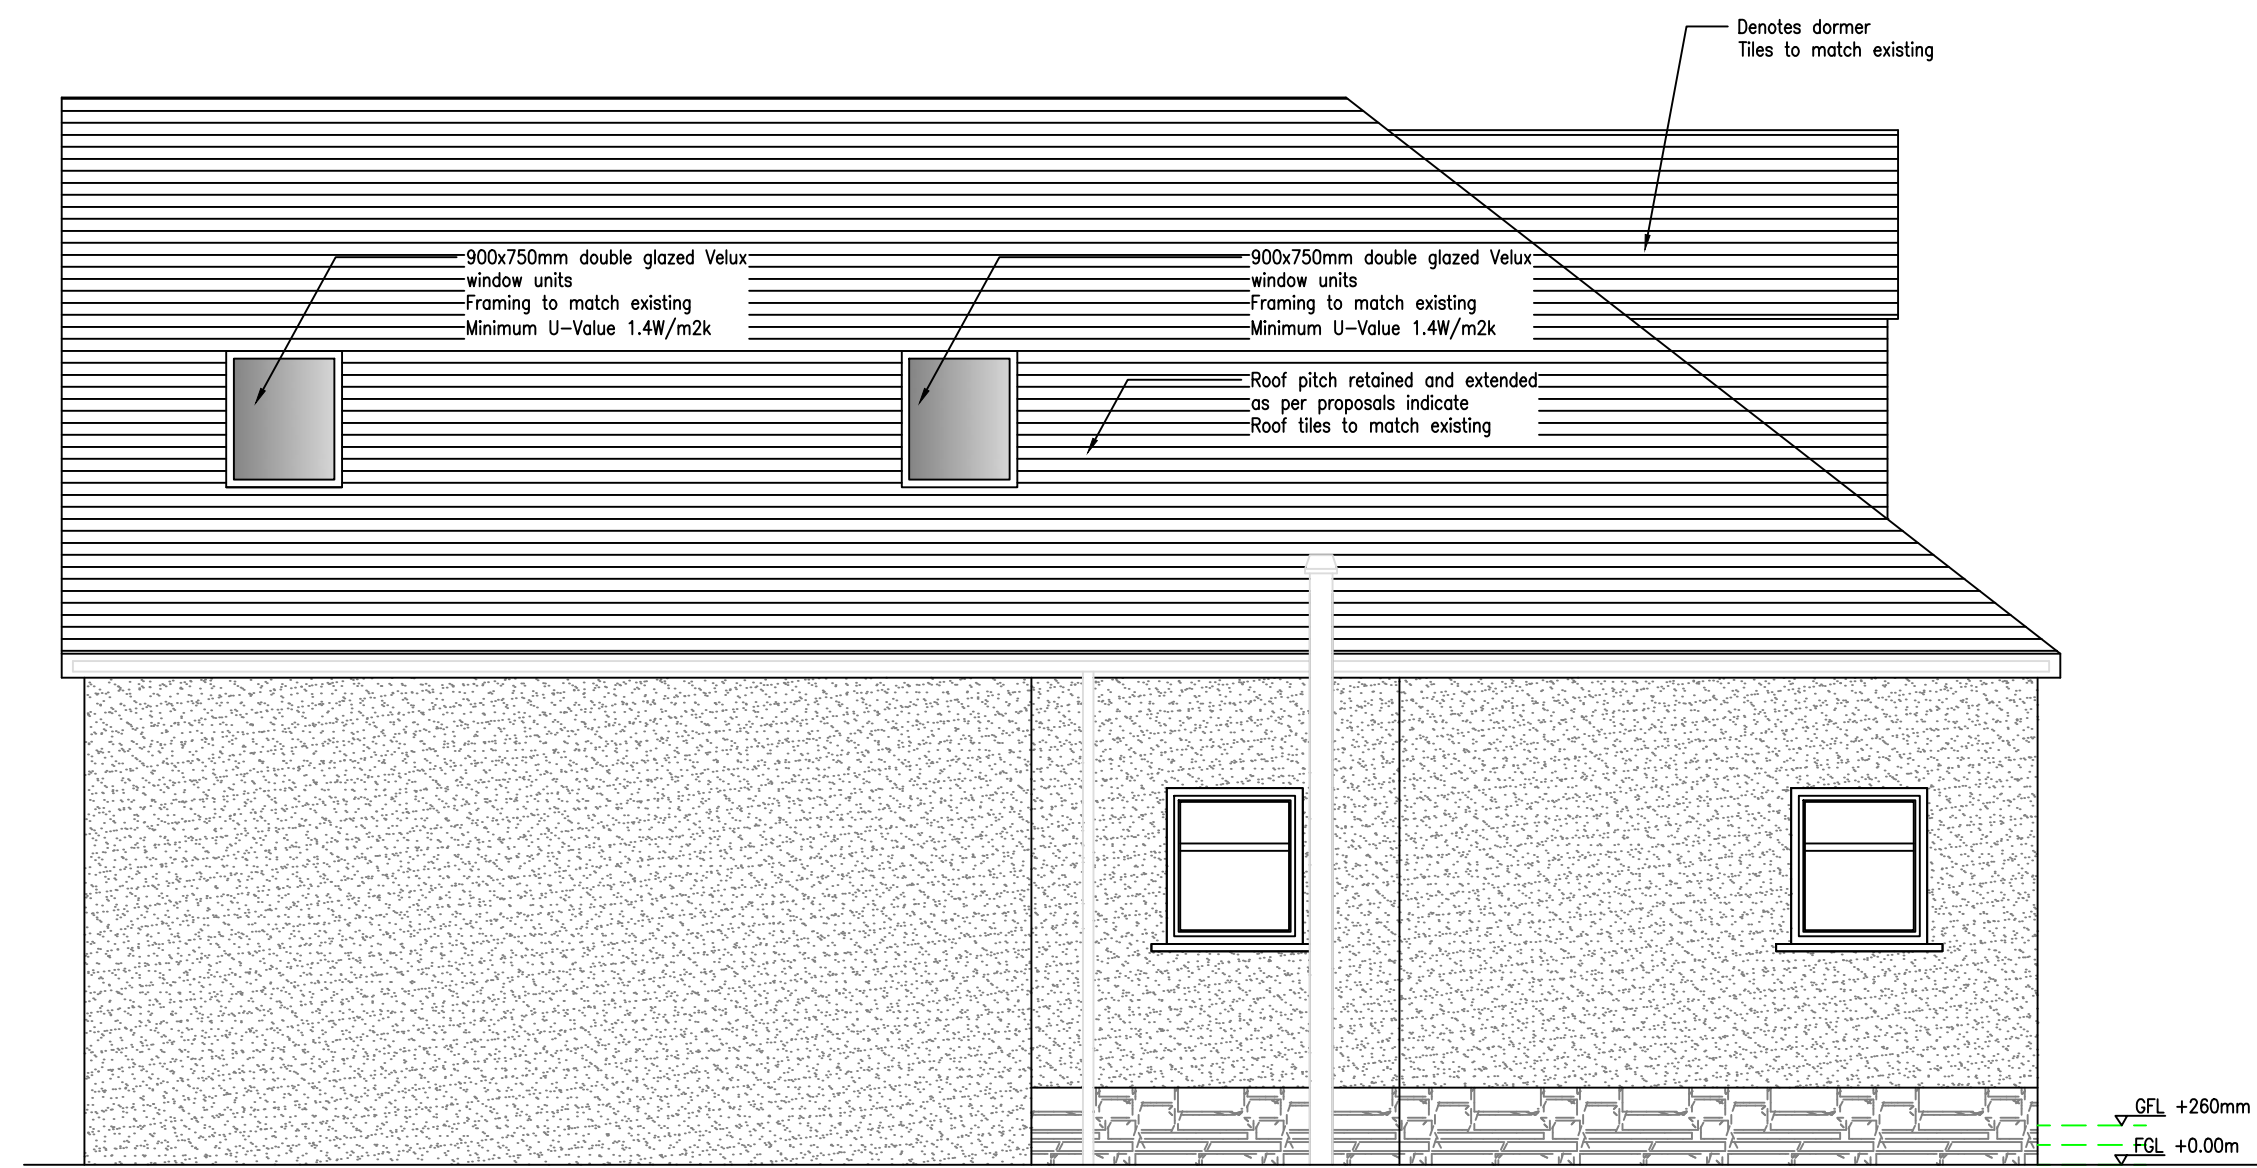 Denotes dormer
Tiles to match existing
900x750mm double glazed Velux
window units
Framing to match existing
Minimum U-Value 1.4W/m2k
900x750mm double glazed Velux
window units
Framing to match existing
Minimum U-Value 1.4W/m2k
Roof pitch retained and extended
as per proposals indicate
Roof tiles to match existing
GFL +260mm
FGL +0.00m